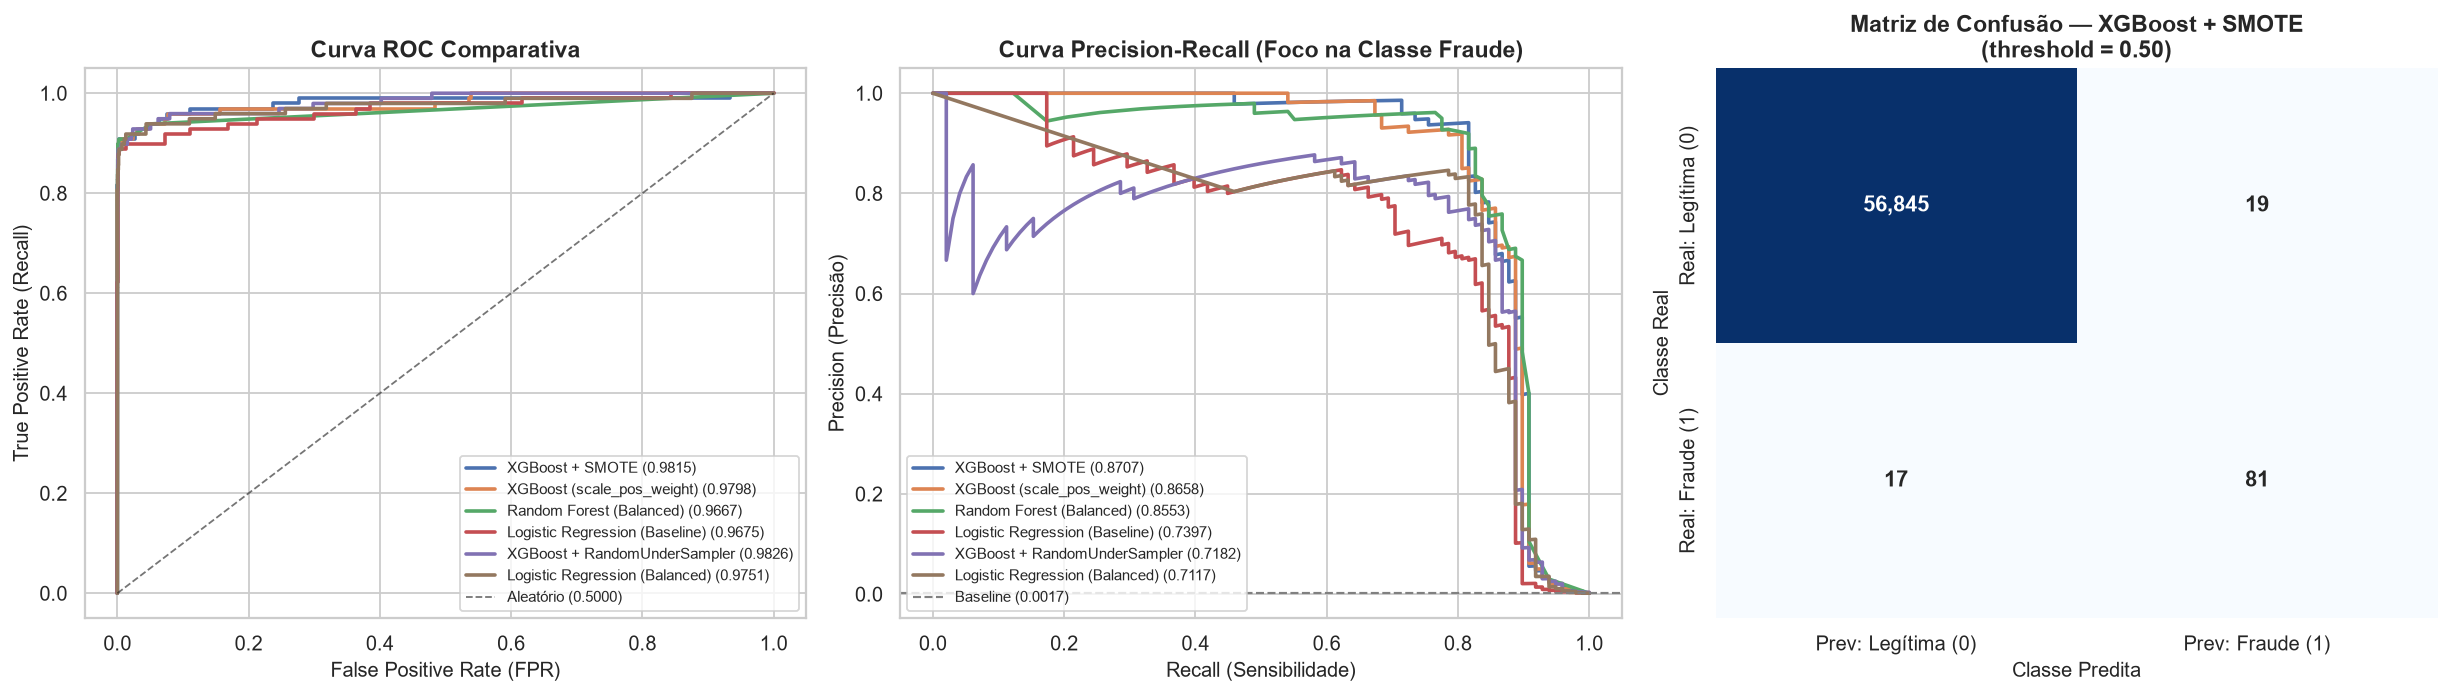 Curva ROC Comparativa
True Positive Rate (Recall)
1.0
0.8
0.6
0.4
0.2
0.0
XGBoost + SMOTE (0.9815)
XGBoost (scale_pos_weight) (0.9798)
Random Forest (Balanced) (0.9667)
Logistic Regression (Baseline) (0.9675)
XGBoost + RandomUnderSampler (0.9826)
Logistic Regression (Balanced) (0.9751)
Aleatório (0.5000)
0.0 0.2 0.4 0.6 0.8 1.0
False Positive Rate (FPR)
Curva Precision-Recall (Foco na Classe Fraude)
Precision (Precisão)
1.0
0.8
0.6
0.4
0.2
0.0
XGBoost + SMOTE (0.8707)
XGBoost (scale_pos_weight) (0.8658)
Random Forest (Balanced) (0.8553)
Logistic Regression (Baseline) (0.7397)
XGBoost + RandomUnderSampler (0.7182)
Logistic Regression (Balanced) (0.7117)
Baseline (0.0017)
0.0 0.2 0.4 0.6 0.8 1.0
Recall (Sensibilidade)
Matriz de Confusão — XGBoost + SMOTE
(threshold = 0.50)
Classe Real
Real: Legítima (0)
56,845 19
Real: Fraude (1)
17 81
Prev: Legítima (0) Prev: Fraude (1)
Classe Predita